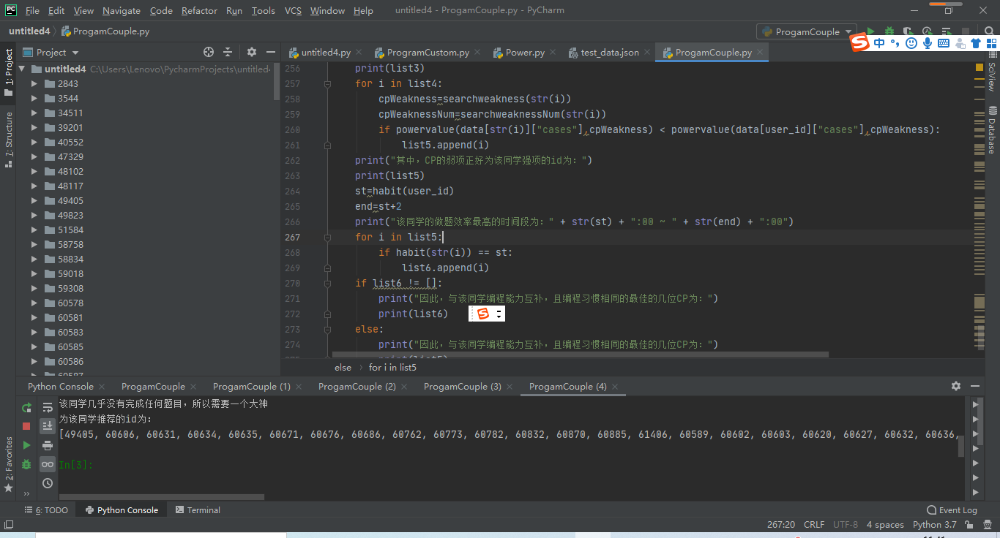 PC File Edit View Navigate Code Refactor Run Tools VCS Window Help untitled4 - ProgamCouple.py - PyCharm
untitled4 ProgamCouple.py ProgamCouple
S 中
1: Project
7: Structure
2: Favorites
Project
untitled4 C:\Users\Lenovo\PycharmProjects\untitled4
2843
3544
34511
39201
40552
47329
48102
48117
49405
49823
51584
58758
58834
59018
59308
60578
60581
60583
60585
60586
60587
untitled4.py ProgramCustom.py Power.py test_data.json ProgamCouple.py
256 print(list3)
257 for i in list4:
258 cpWeakness=searchweakness(str(i))
259 cpWeaknessNum=searchweaknessNum(str(i))
260 if powervalue(data[str(i)]["cases"],cpWeakness) < powervalue(data[user_id]["cases"],cpWeakness):
261 list5.append(i)
262 print("其中，CP的弱项正好为该同学强项的id为：")
263 print(list5)
264 st=habit(user_id)
265 end=st+2
266 print("该同学的做题效率最高的时间段为：" + str(st) + ":00 ~ " + str(end) + ":00")
267 for i in list5:
268 if habit(str(i)) == st:
269 list6.append(i)
270 if list6 != []:
271 print("因此，与该同学编程能力互补，且编程习惯相同的最佳的几位CP为：")
272 print(list6)
273 else:
274 print("因此，与该同学编程能力互补，且编程习惯相同的最佳的几位CP为：")
275 print(list5)
S
else for i in list5
SciView
Database
Python Console ProgamCouple ProgamCouple (1) ProgamCouple (2) ProgamCouple (3) ProgamCouple (4)
该同学几乎没有完成任何题目，所以需要一个大神
为该同学推荐的id为：
[49405, 60606, 60631, 60634, 60635, 60671, 60676, 60686, 60762, 60773, 60782, 60832, 60870, 60885, 61406, 60589, 60602, 60603, 60620, 60627, 60632, 60636,
In[3]:
6: TODO Python Console Terminal Event Log
267:20 CRLF UTF-8 4 spaces Python 3.7